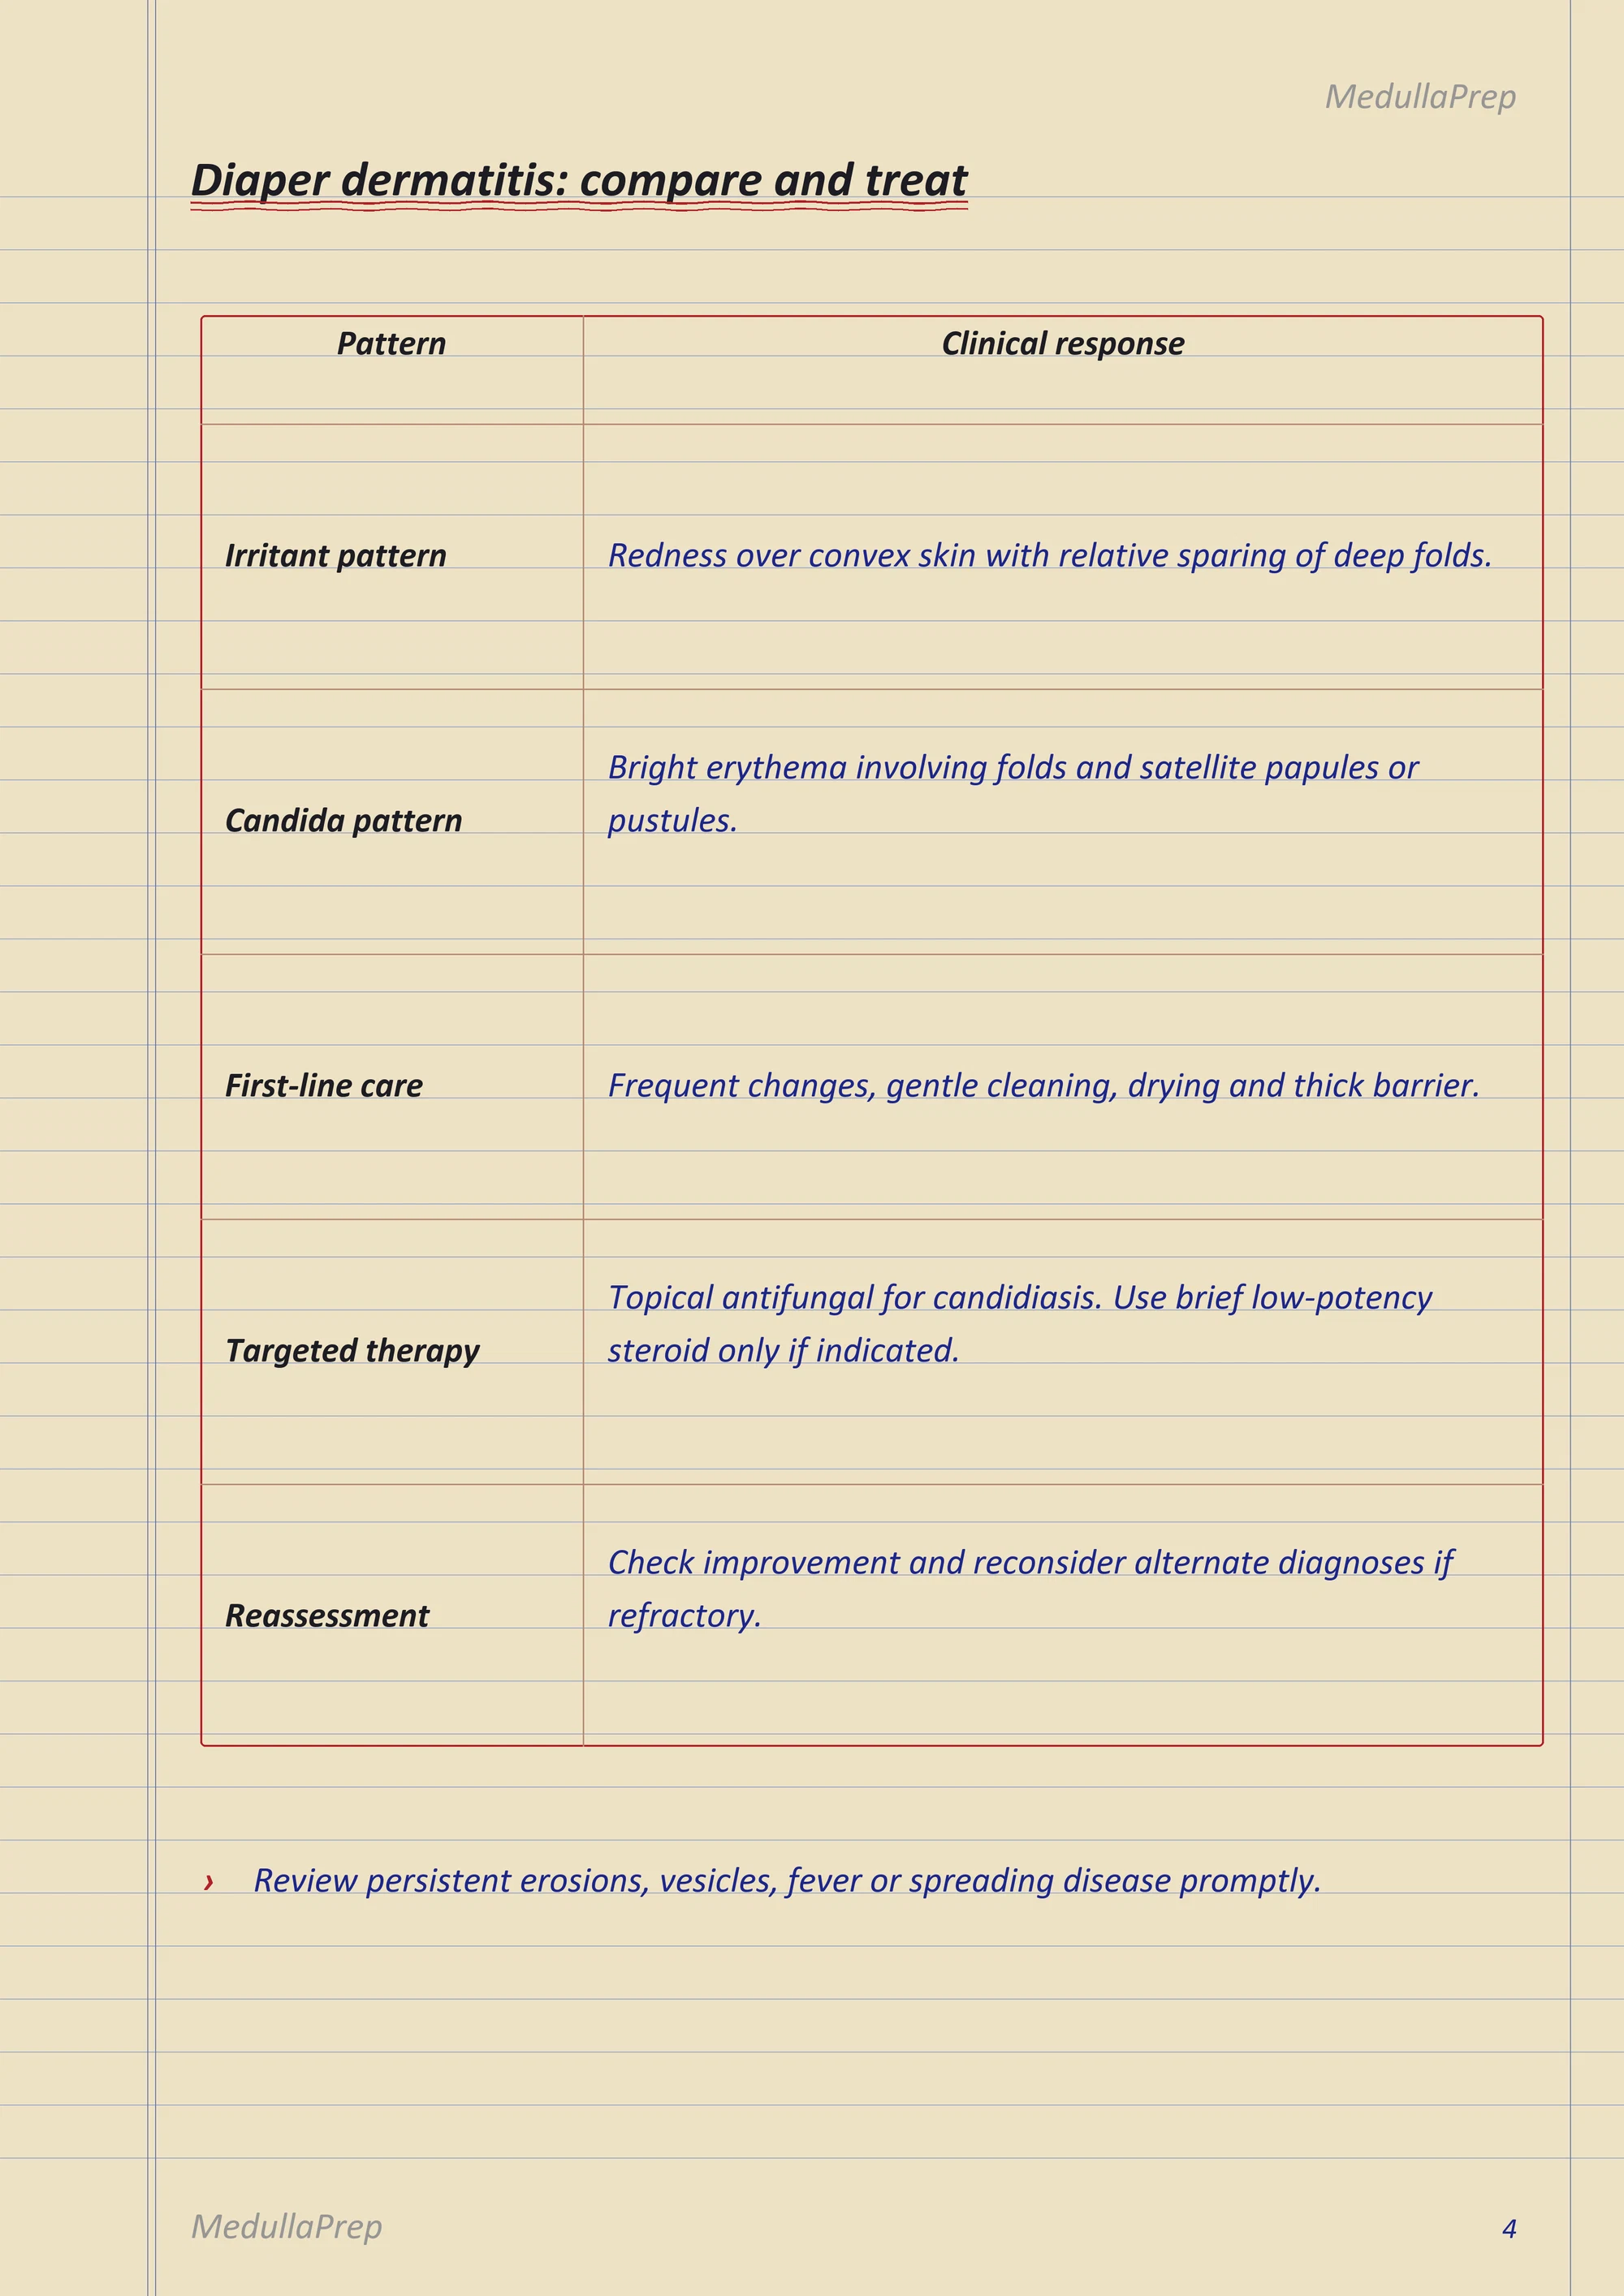 MedullaPrep
Diaper dermatitis: compare and treat
Pattern
Clinical response
Irritant pattern
Redness over convex skin with relative sparing of deep folds.
Candida pattern
Bright erythema involving folds and satellite papules or
pustules.
First-line care
Frequent changes, gentle cleaning, drying and thick barrier.
Targeted therapy
Topical antifungal for candidiasis. Use brief low-potency
steroid only if indicated.
Reassessment
Check improvement and reconsider alternate diagnoses if
refractory.
› Review persistent erosions, vesicles, fever or spreading disease promptly.
MedullaPrep
4